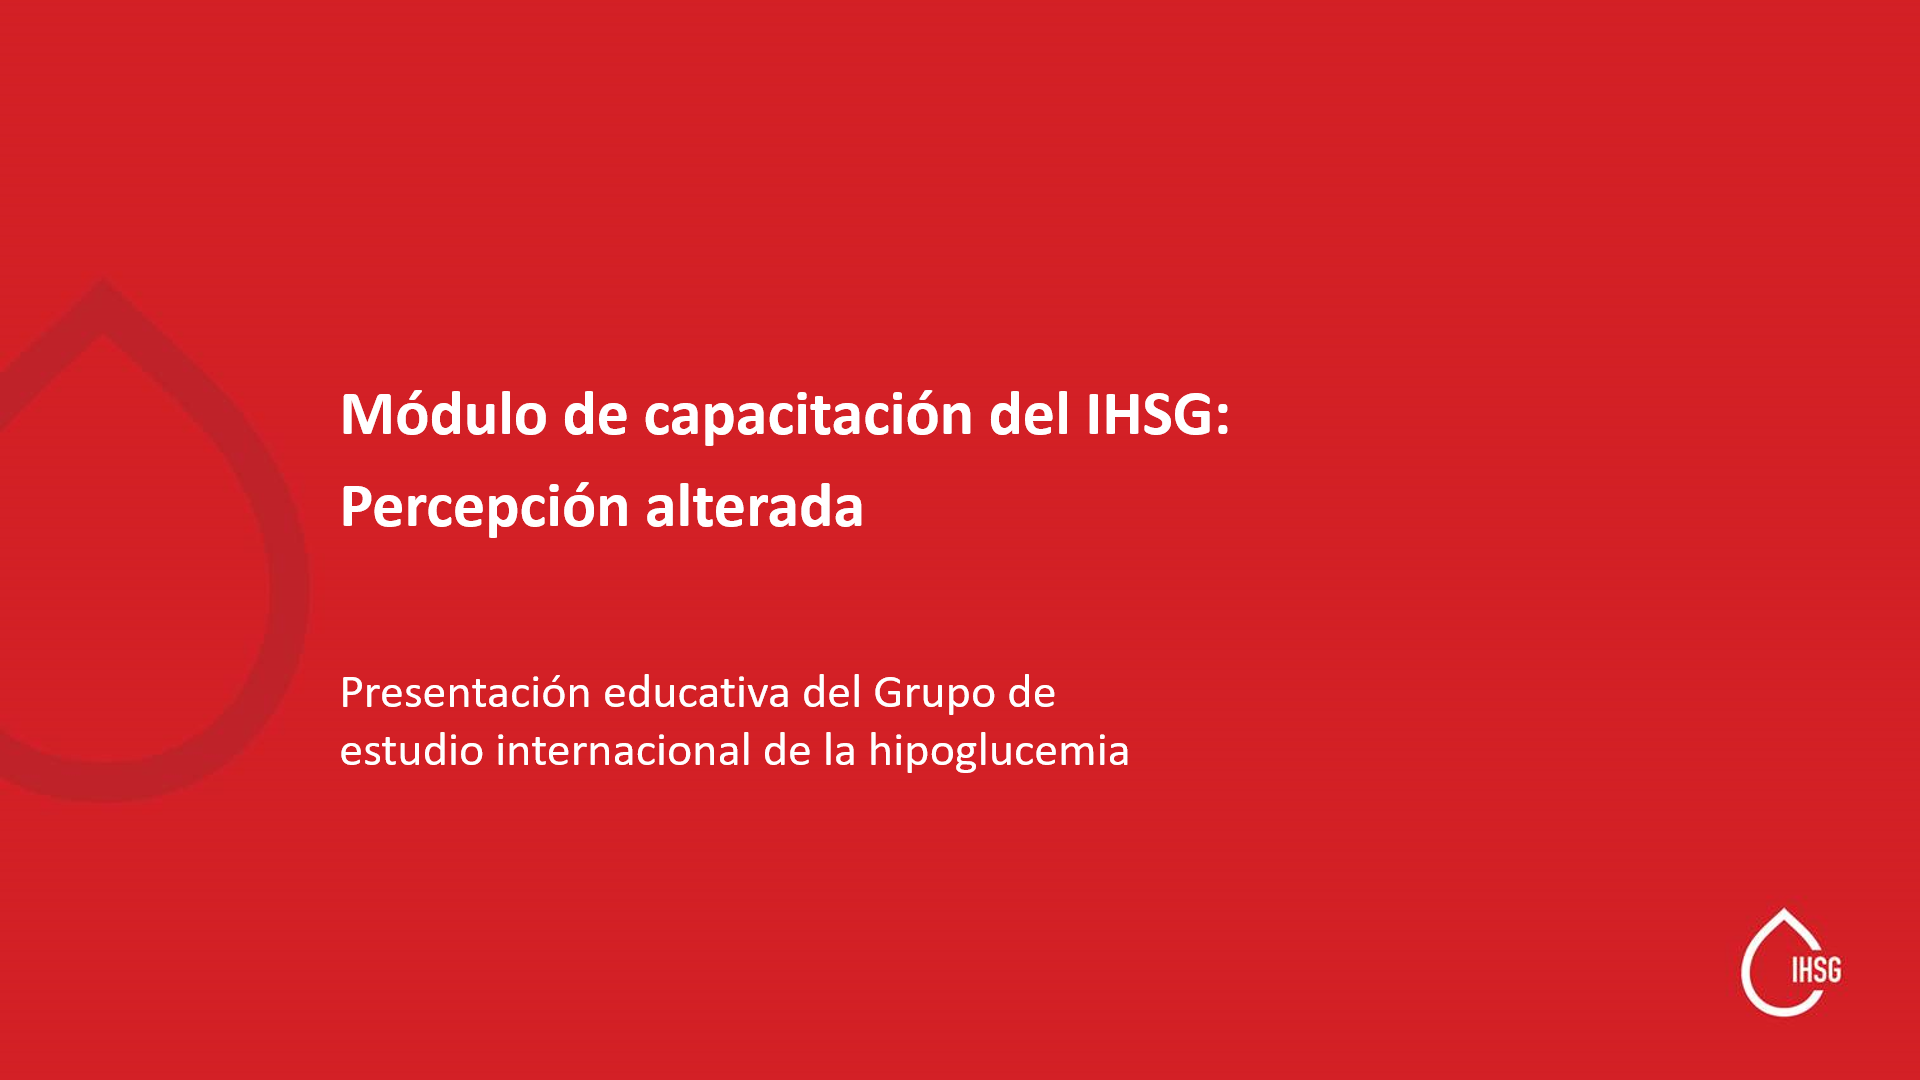 Módulo de capacitación del IHSG:
Percepción alterada
Presentación educativa del Grupo de
estudio internacional de la hipoglucemia
IHSG